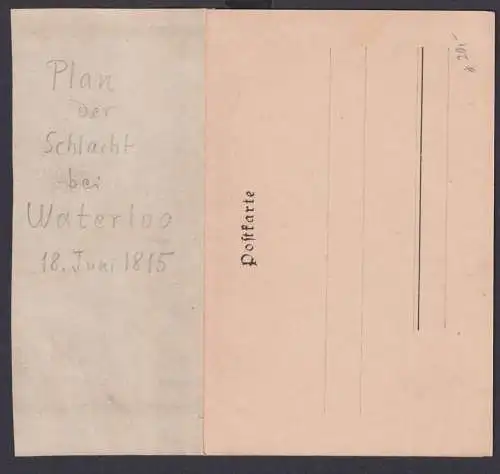 Plan
der
Schlacht
bei
Waterloo
18. Juni 1815
Postkarte